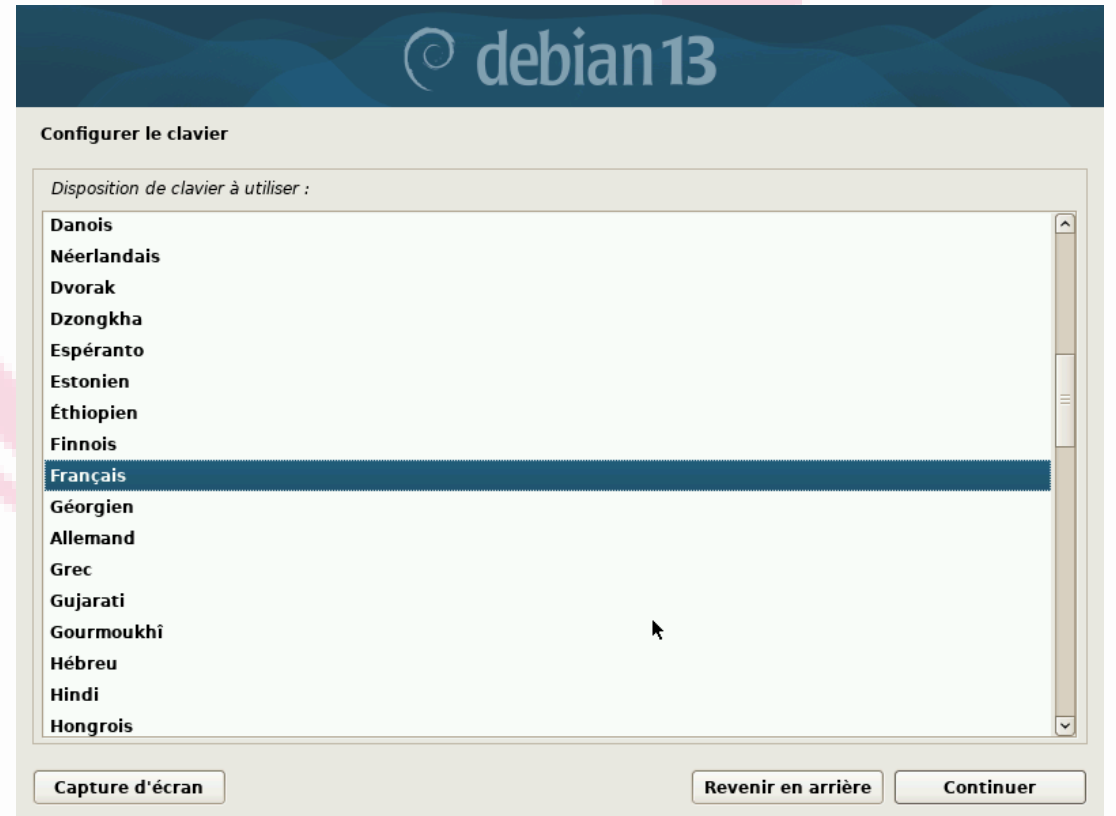 debian 13
Configurer le clavier
Disposition de clavier à utiliser :
Danois
Néerlandais
Dvorak
Dzongkha
Espéranto
Estonien
Éthiopien
Finnois
Français
Géorgien
Allemand
Grec
Gujarati
Gourmoukhî
Hébreu
Hindi
Hongrois
Capture d'écran
Revenir en arrière
Continuer